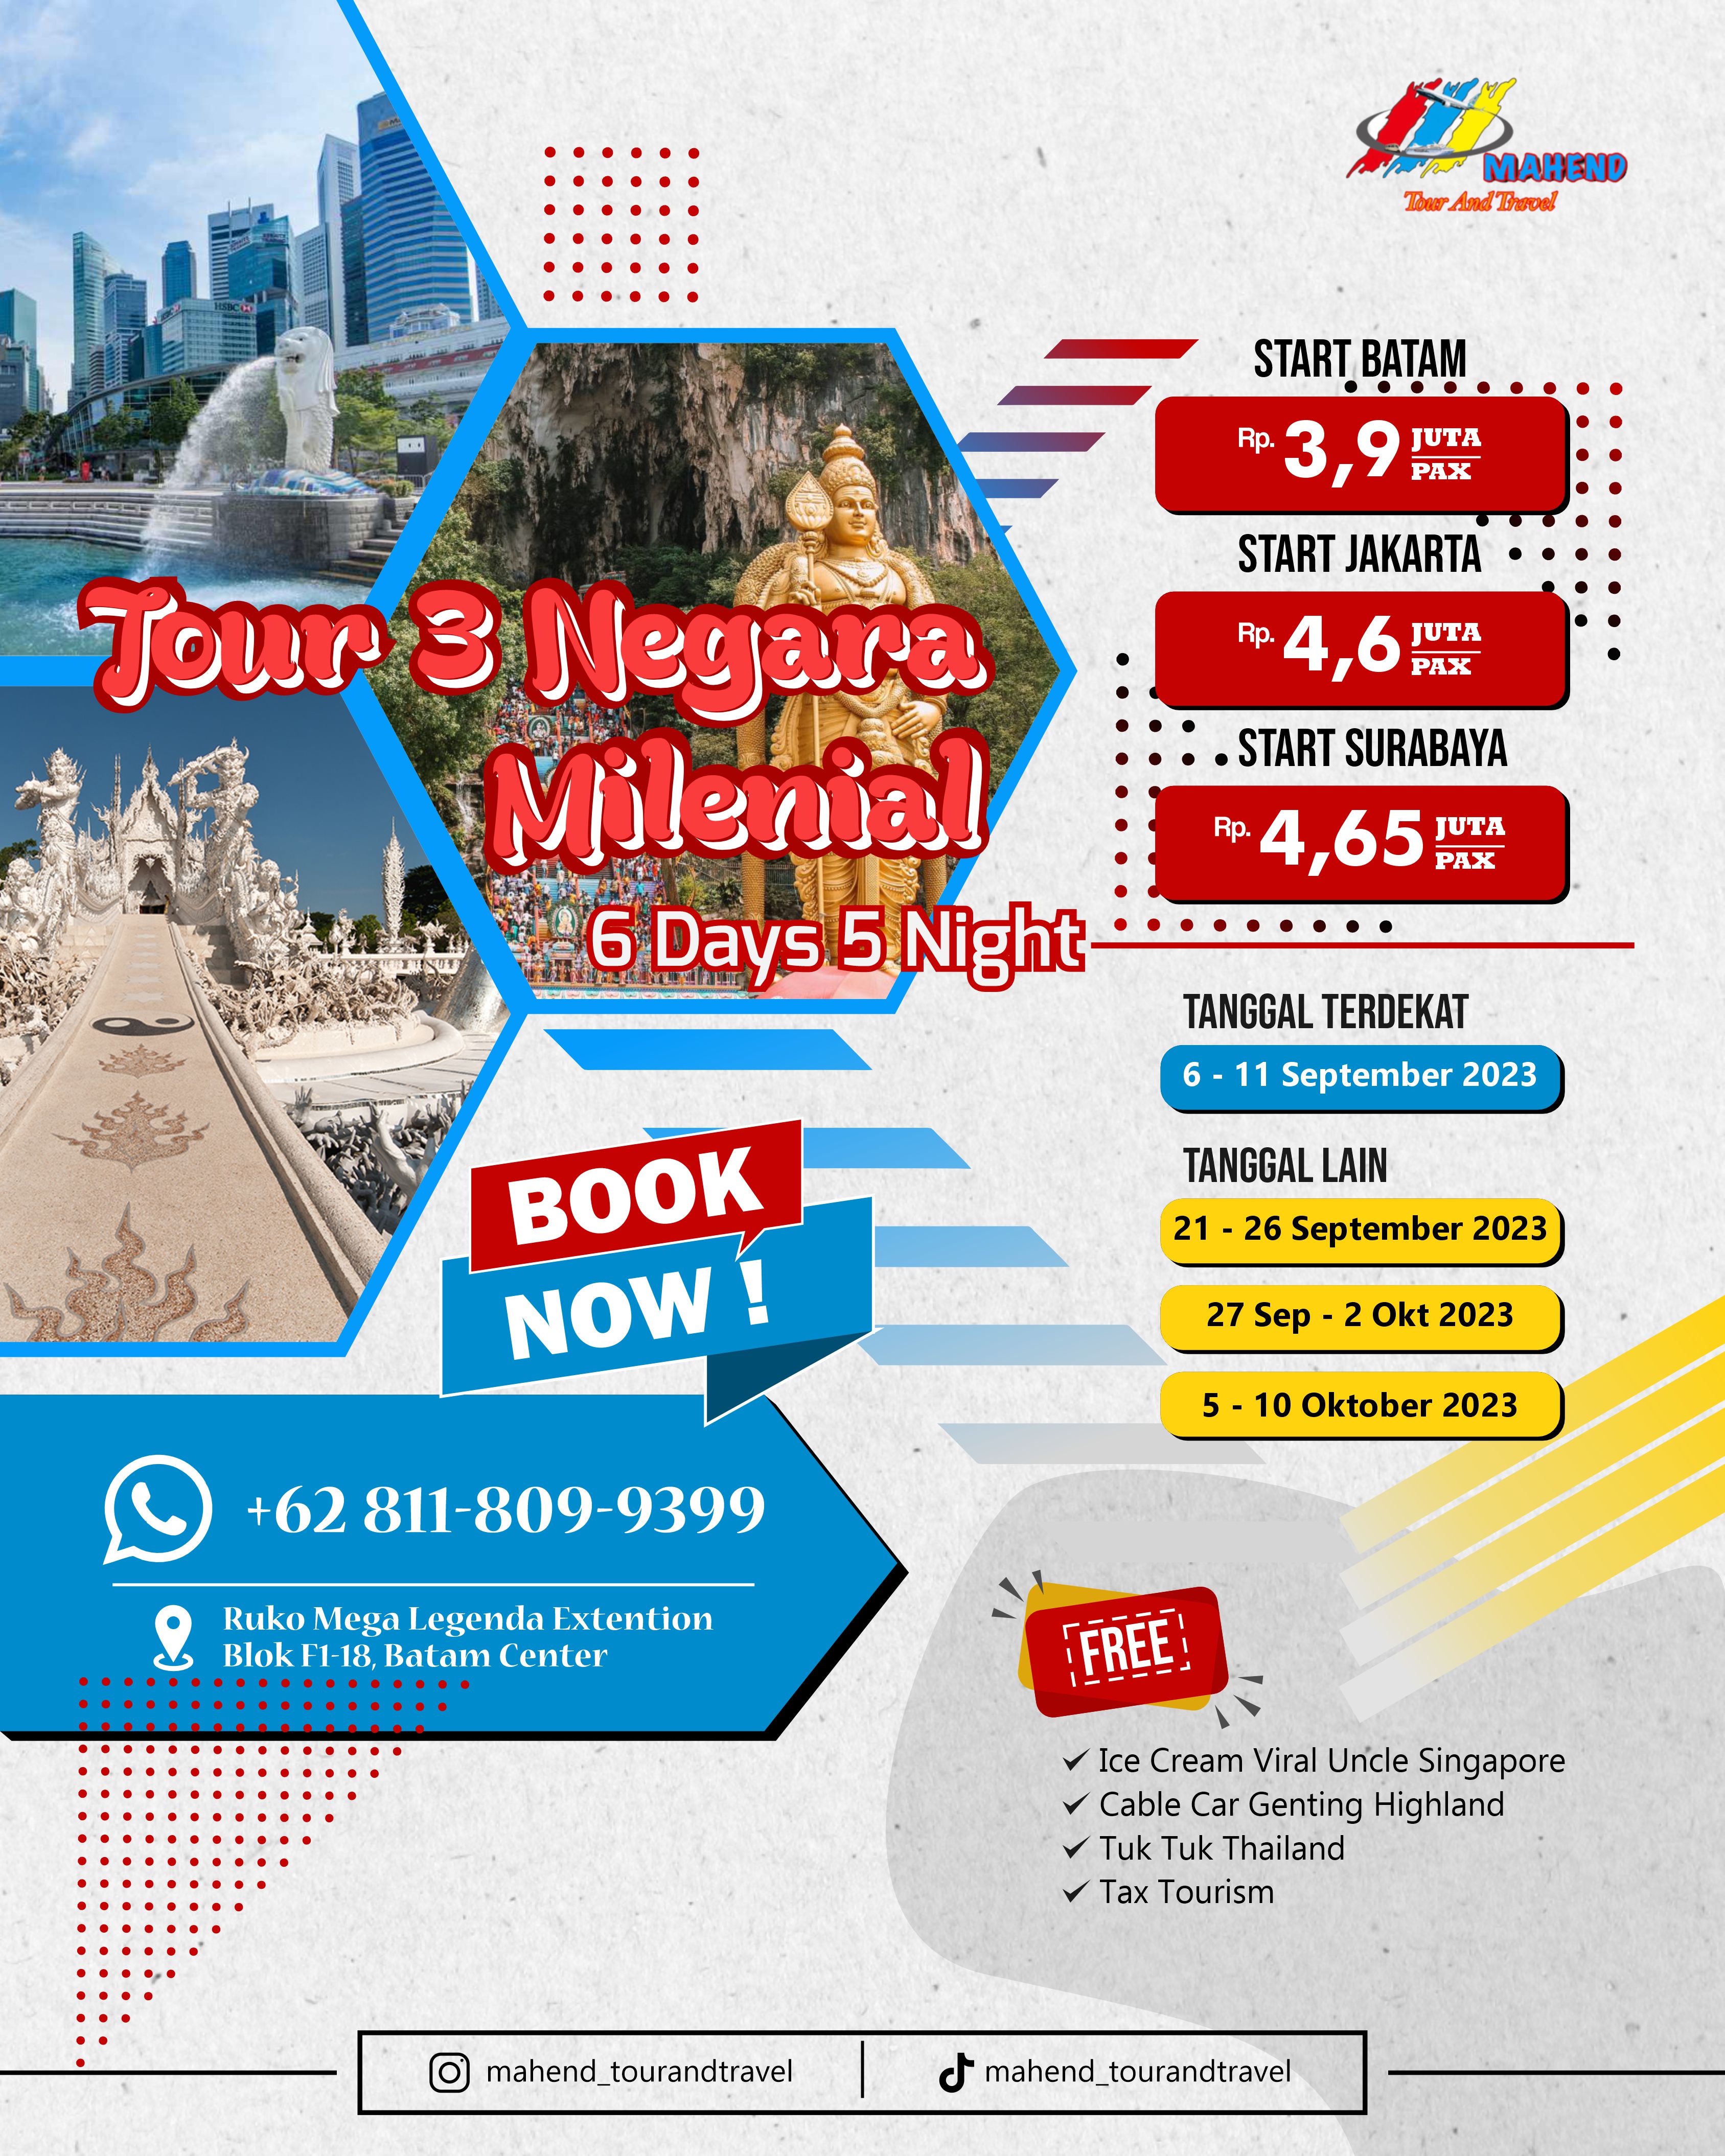 MAHEND
Tour And Travel
HSBC
Tour 3 Negara
Milenial
6 Days 5 Night
START BATAM
Rp. 3,9 JUTA
PAX
START JAKARTA
Rp. 4,6 JUTA
PAX
START SURABAYA
Rp. 4,65 JUTA
PAX
TANGGAL TERDEKAT
6 - 11 September 2023
TANGGAL LAIN
21 - 26 September 2023
27 Sep - 2 Okt 2023
5 - 10 Oktober 2023
BOOK
NOW !
+62 811-809-9399
Ruko Mega Legenda Extention
Blok F1-18, Batam Center
FREE
Ice Cream Viral Uncle Singapore
Cable Car Genting Highland
Tuk Tuk Thailand
Tax Tourism
mahend_tourandtravel
mahend_tourandtravel